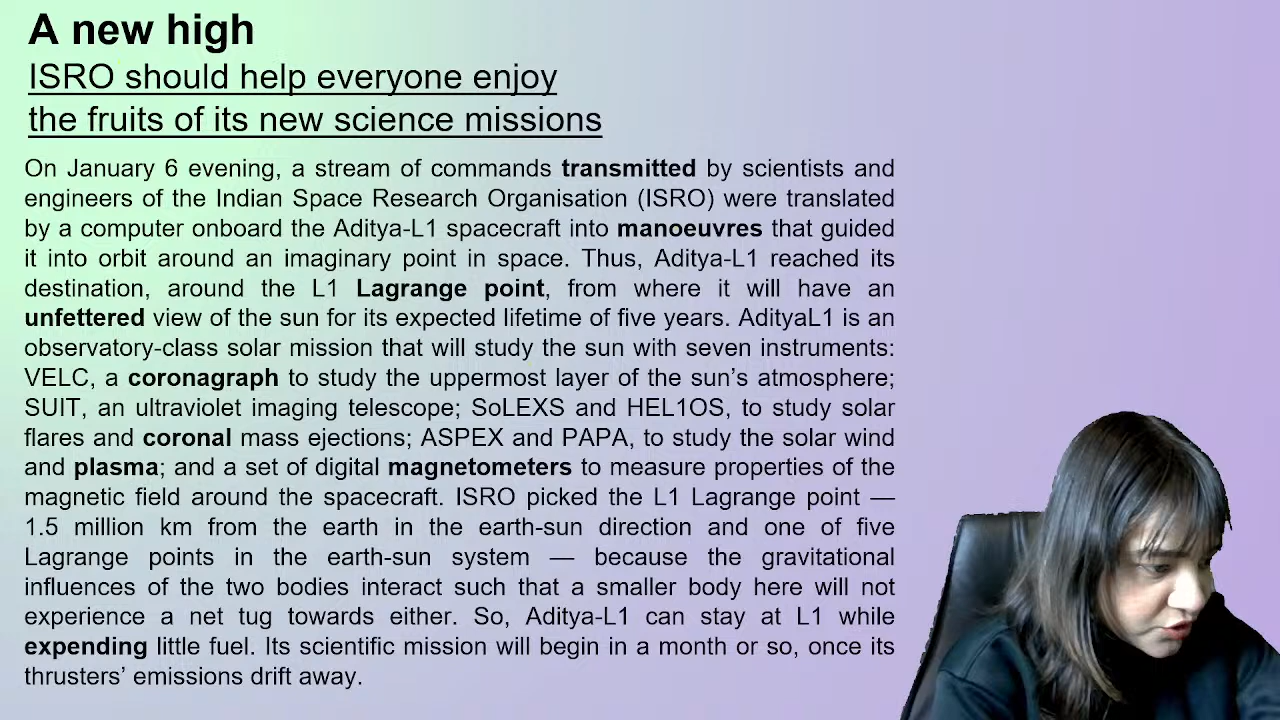 A new high
ISRO should help everyone enjoy
the fruits of its new science missions
On January 6 evening, a stream of commands transmitted by scientists and
engineers of the Indian Space Research Organisation (ISRO) were translated
by a computer onboard the Aditya-L1 spacecraft into manoeuvres that guided
it into orbit around an imaginary point in space. Thus, Aditya-L1 reached its
destination, around the L1 Lagrange point, from where it will have an
unfettered view of the sun for its expected lifetime of five years. AdityaL1 is an
observatory-class solar mission that will study the sun with seven instruments:
VELC, a coronagraph to study the uppermost layer of the sun’s atmosphere;
SUIT, an ultraviolet imaging telescope; SoLEXS and HEL1OS, to study solar
flares and coronal mass ejections; ASPEX and PAPA, to study the solar wind
and plasma; and a set of digital magnetometers to measure properties of the
magnetic field around the spacecraft. ISRO picked the L1 Lagrange point —
1.5 million km from the earth in the earth-sun direction and one of five
Lagrange points in the earth-sun system — because the gravitational
influences of the two bodies interact such that a smaller body here will not
experience a net tug towards either. So, Aditya-L1 can stay at L1 while
expending little fuel. Its scientific mission will begin in a month or so, once its
thrusters’ emissions drift away.